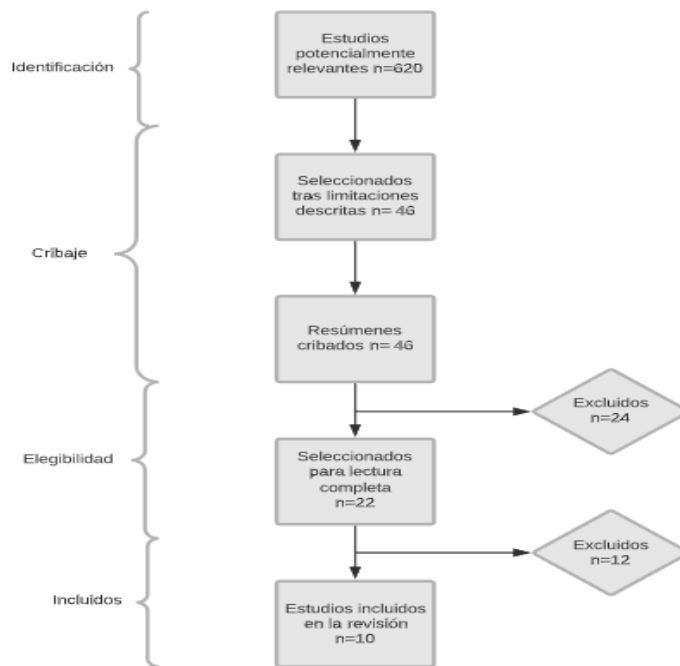 Identificación
Estudios
potencialmente
relevantes n=620
Cribaje
Seleccionados
tras limitaciones
descritas n= 46
Resúmenes
cribados n= 46
Excluidos
n=24
Elegibilidad
Seleccionados
para lectura
completa
n=22
Excluidos
n=12
Incluidos
Estudios incluidos
en la revisión
n=10